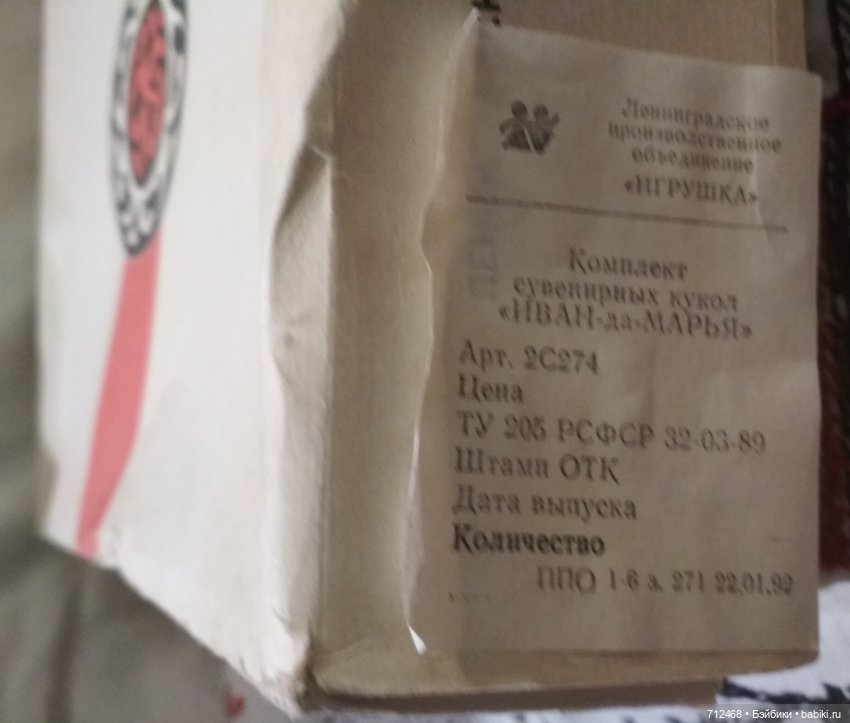 Ленинградское
производственное
объединение
«ИГРУШКА»
Комплект
сувенирных кукол
«ИВАН-да-МАРЬЯ»
Арт. 2С274
Цена
ТУ 205 РСФСР 32-03-89
Штамп ОТК
Дата выпуска
Количество
ППО 1-6 з. 271 22.01.92
712468 • Бэйбики • babiki.ru